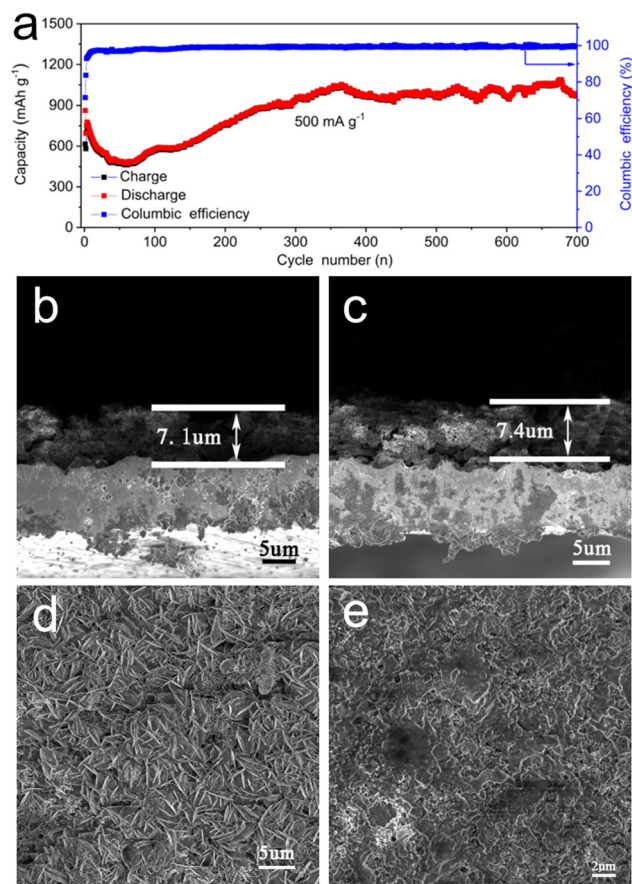 a
1500
1200
900
600
300
0
Capacity (mAh g-1)
500 mA g-1
Charge
Discharge
Columbic efficiency
100
80
60
40
20
0
Columbic efficiency (%)
0 100 200 300 400 500 600 700
Cycle number (n)
b
7. 1um
5um
c
7.4um
5um
d
5um
e
2um